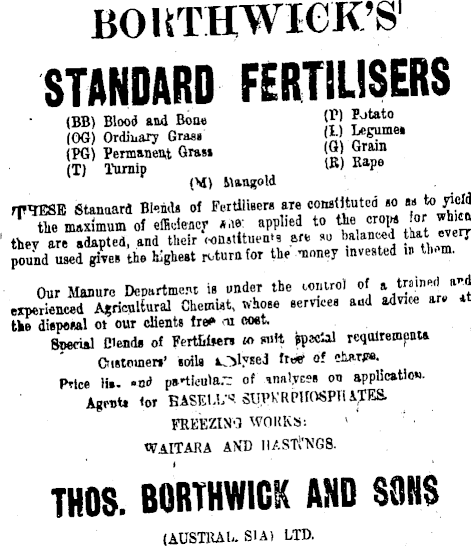 BORTHWICK'S
STANDARD FERTILISERS
(BB) Blood and Bone (P) Potato
(OG) Ordinary Grass (L) Legumes
(PG) Permanent Grass (G) Grain
(T) Turnip (R) Rape
(M) Mangold
THESE Standard Blends of Fertilisers are constituted so as to yield
the maximum of efficiency applied to the crops for which
they are adapted, and their constituents are so balanced that every
pound used gives the highest return for the money invested in them.
Our Manure Department is under the control of a trained and
experienced Agricultural Chemist, whose services and advice are at
the disposal of our clients free cost.
Special Blends of Fertilisers to suit special requirements
Customers' soils analysed free of charge.
Price and particulars of analyses on application.
Agents for BASELL'S SUPERPHOSPHATES.
FREEZING WORKS:
WAITARA AND HASTINGS.
THOS. BORTHWICK AND SONS
(AUSTRALASIA) LTD.